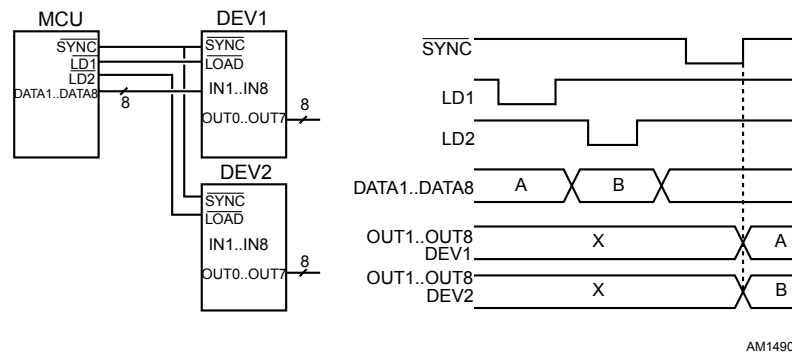 MCU
SYNC
LD1
LD2
DATA1..DATA8
8
DEV1
SYNC
LOAD
IN1..IN8
OUT0..OUT7
8
DEV2
SYNC
LOAD
IN1..IN8
OUT0..OUT7
8
SYNC
LD1
LD2
DATA1..DATA8 A B
OUT1..OUT8 X A
DEV1
OUT1..OUT8 X B
DEV2
AM1490